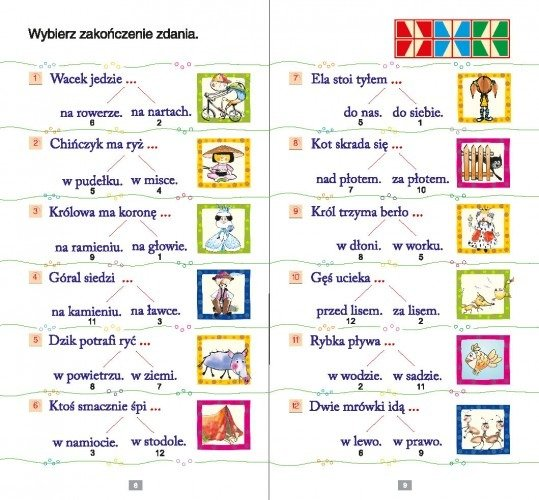 Wybierz zakończenie zdania.
1 Wacek jedzie ...
na rowerze. na nartach.
6 2
2 Chińczyk ma ryż ...
w pudełku. w misce.
5 4
3 Królowa ma koronę ...
na ramieniu. na głowie.
9 1
4 Góral siedzi ...
na kamieniu. na ławce.
11 3
5 Dzik potrafi ryć ...
w powietrzu. w ziemi.
8 7
6 Ktoś smacznie śpi ...
w namiocie. w stodole.
3 12
8
7 Ela stoi tyłem ...
do nas. do siebie.
5 1
8 Kot skrada się ...
nad płotem. za płotem.
7 10
9 Król trzyma berło ...
w dłoni. w worku.
8 5
10 Gęś ucieka ...
przed lisem. za lisem.
12 2
11 Rybka pływa ...
w wodzie. w sadzie.
2 11
12 Dwie mrówki idą ...
w lewo. w prawo.
6 9
9